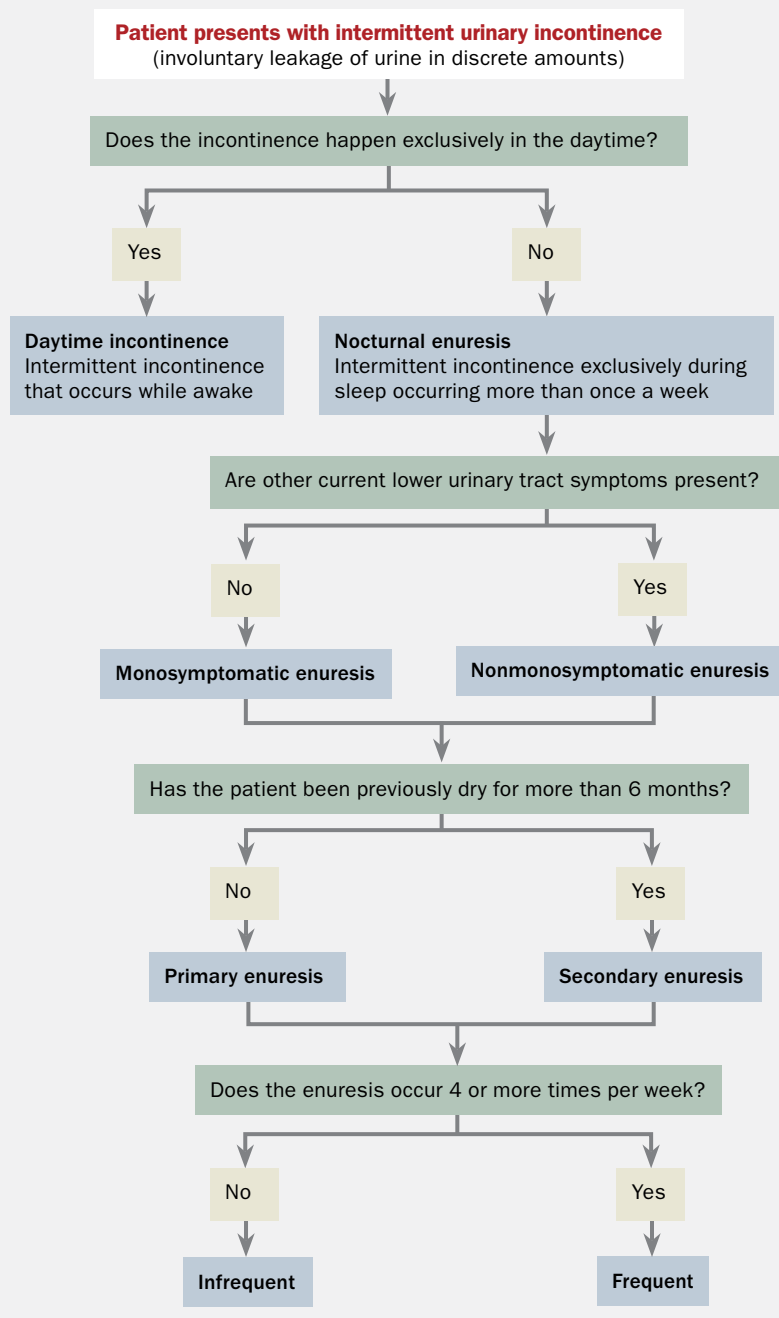 Patient presents with intermittent urinary incontinence
(involuntary leakage of urine in discrete amounts)
Does the incontinence happen exclusively in the daytime?
Yes
No
Daytime incontinence
Intermittent incontinence
that occurs while awake
Nocturnal enuresis
Intermittent incontinence exclusively during
sleep occurring more than once a week
Are other current lower urinary tract symptoms present?
No
Yes
Monosymptomatic enuresis
Nonmonosymptomatic enuresis
Has the patient been previously dry for more than 6 months?
No
Yes
Primary enuresis
Secondary enuresis
Does the enuresis occur 4 or more times per week?
No
Yes
Infrequent
Frequent